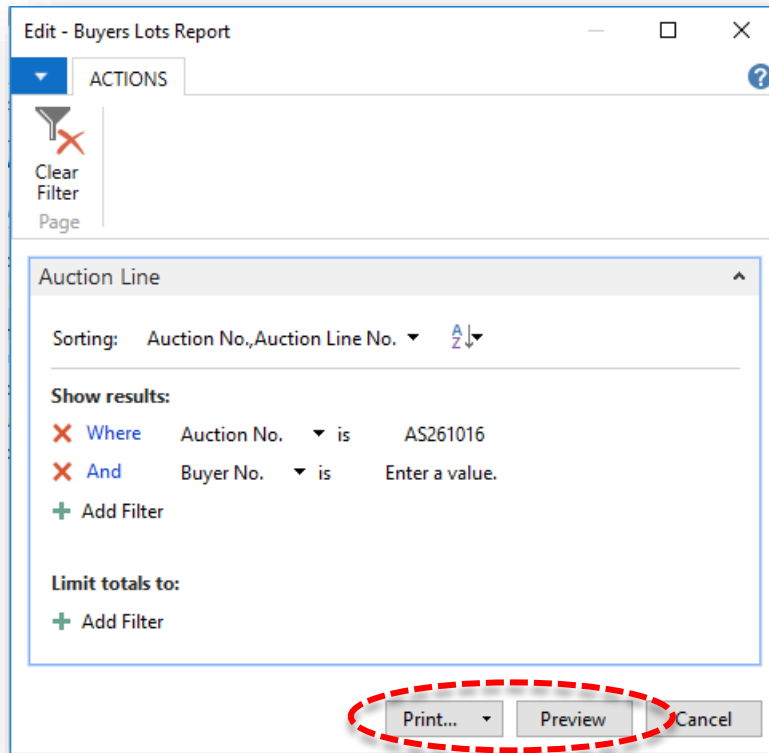 Edit - Buyers Lots Report
ACTIONS
?
Clear
Filter
Page
Auction Line
Sorting: Auction No.,Auction Line No. AZ
Show results:
Where Auction No. is AS261016
And Buyer No. is Enter a value.
Add Filter
Limit totals to:
Add Filter
Print... Preview Cancel